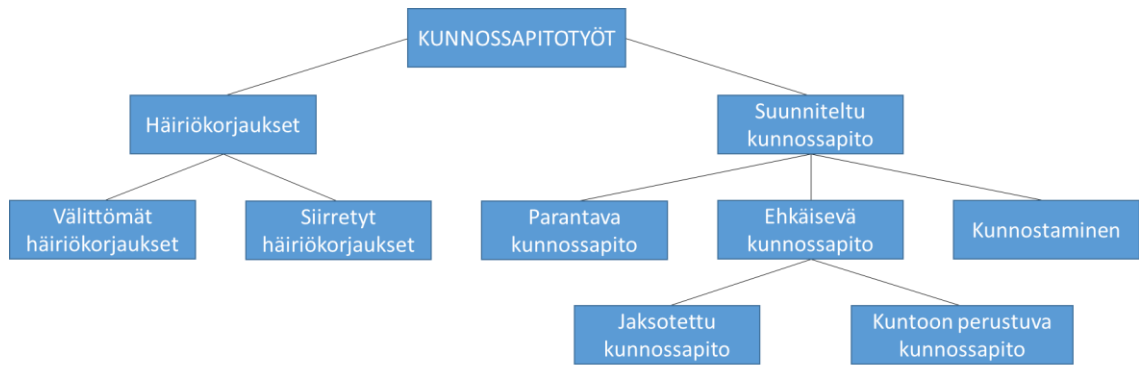 KUNNOSSAPITOTYÖT
Häiriökorjaukset
Suunniteltu
kunnossapito
Välittömät
häiriökorjaukset
Siirretyt
häiriökorjaukset
Parantava
kunnossapito
Ehkäisevä
kunnossapito
Kunnostaminen
Jaksotettu
kunnossapito
Kuntoon perustuva
kunnossapito